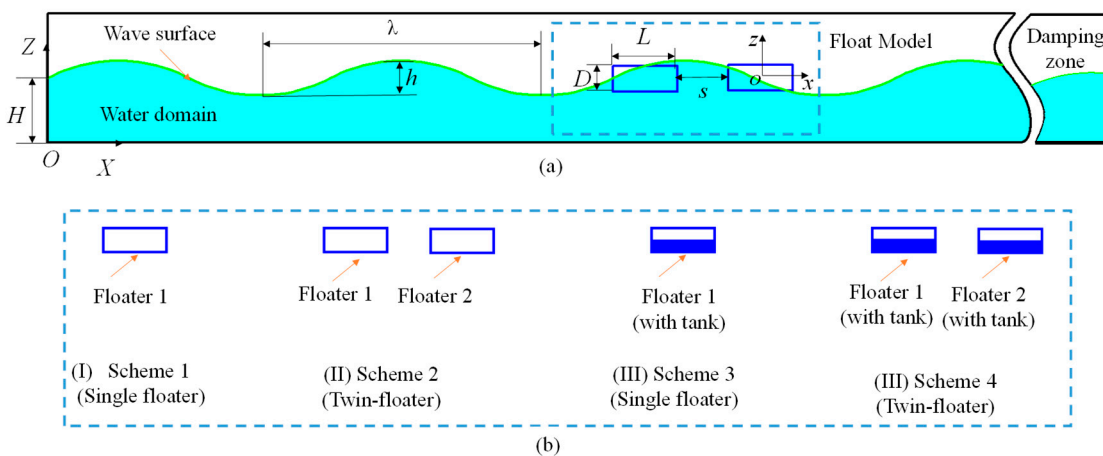 Wave surface
λ
L
z
Float Model
Damping
zone
Z
h
D
o
x
s
H
Water domain
O
X
(a)
Floater 1
Floater 1
Floater 2
Floater 1
(with tank)
Floater 1
(with tank)
Floater 2
(with tank)
(I) Scheme 1
(Single floater)
(II) Scheme 2
(Twin-floater)
(III) Scheme 3
(Single floater)
(III) Scheme 4
(Twin-floater)
(b)